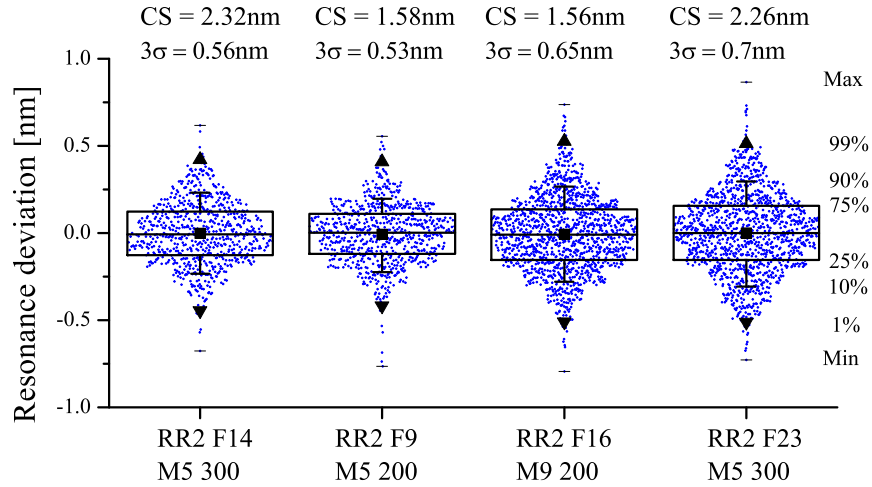 CS = 2.32nm CS = 1.58nm CS = 1.56nm CS = 2.26nm
3σ = 0.56nm 3σ = 0.53nm 3σ = 0.65nm 3σ = 0.7nm
Resonance deviation [nm]
1.0
0.5
0.0
-0.5
-1.0
Max
99%
90%
75%
25%
10%
1%
Min
RR2 F14 RR2 F9 RR2 F16 RR2 F23
M5 300 M5 200 M9 200 M5 300